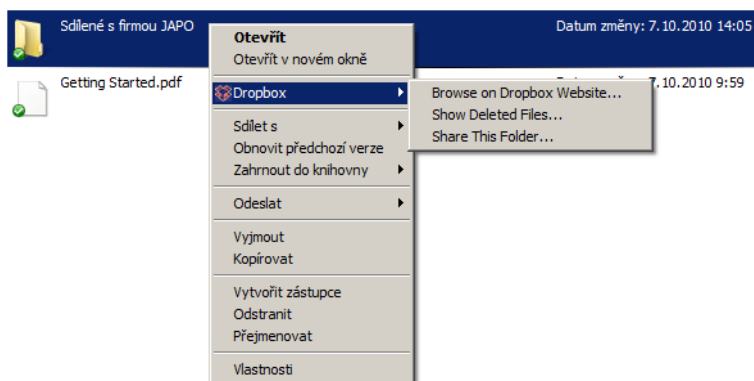 Sdílené s firmou JAPO
Datum změny: 7.10.2010 14:05
Getting Started.pdf
7.10.2010 9:59
Otevřít
Otevřít v novém okně
Dropbox
Sdílet s
Obnovit předchozí verze
Zahrnout do knihovny
Odeslat
Vyjmout
Kopírovat
Vytvořit zástupce
Odstranit
Přejmenovat
Vlastnosti
Browse on Dropbox Website...
Show Deleted Files...
Share This Folder...